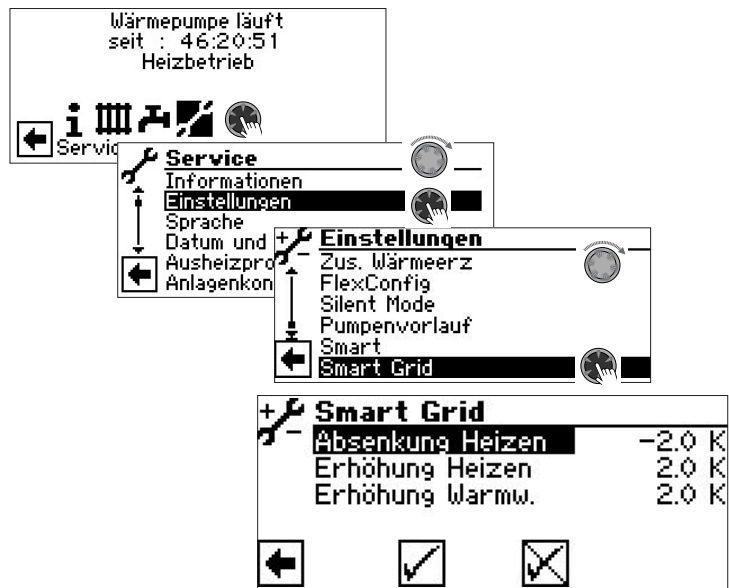 Wärmepumpe läuft
seit : 46:20:51
Heizbetrieb
Service
Informationen
Einstellungen
Sprache
Datum und
Ausheizpro
Anlagenkon
Einstellungen
Zus. Wärmeerz
FlexConfig
Silent Mode
Pumpenvorlauf
Smart
Smart Grid
Smart Grid
Absenkung Heizen -2.0 K
Erhöhung Heizen 2.0 K
Erhöhung Warmw. 2.0 K